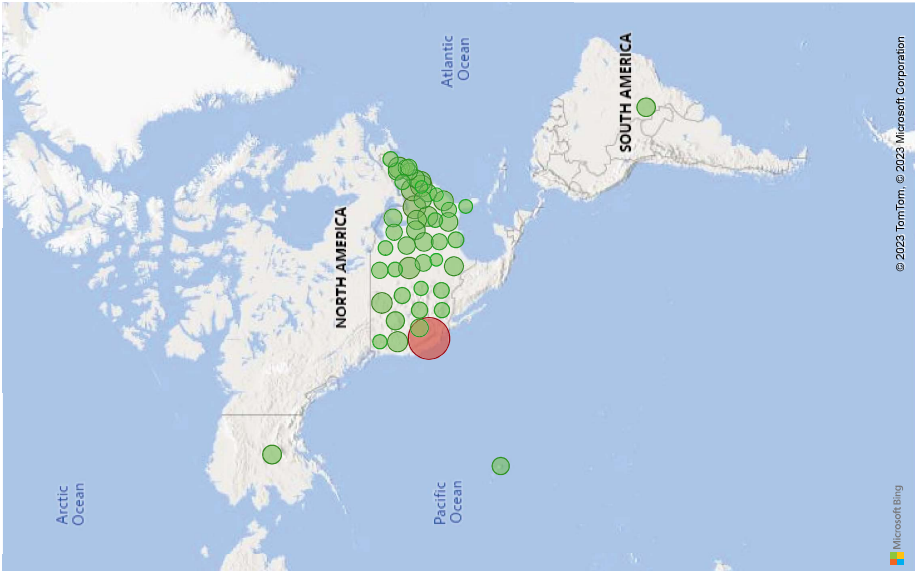 Arctic
Ocean
NORTH AMERICA
Atlantic
Ocean
Pacific
Ocean
SOUTH AMERICA
Microsoft Bing
© 2023 TomTom, © 2023 Microsoft Corporation